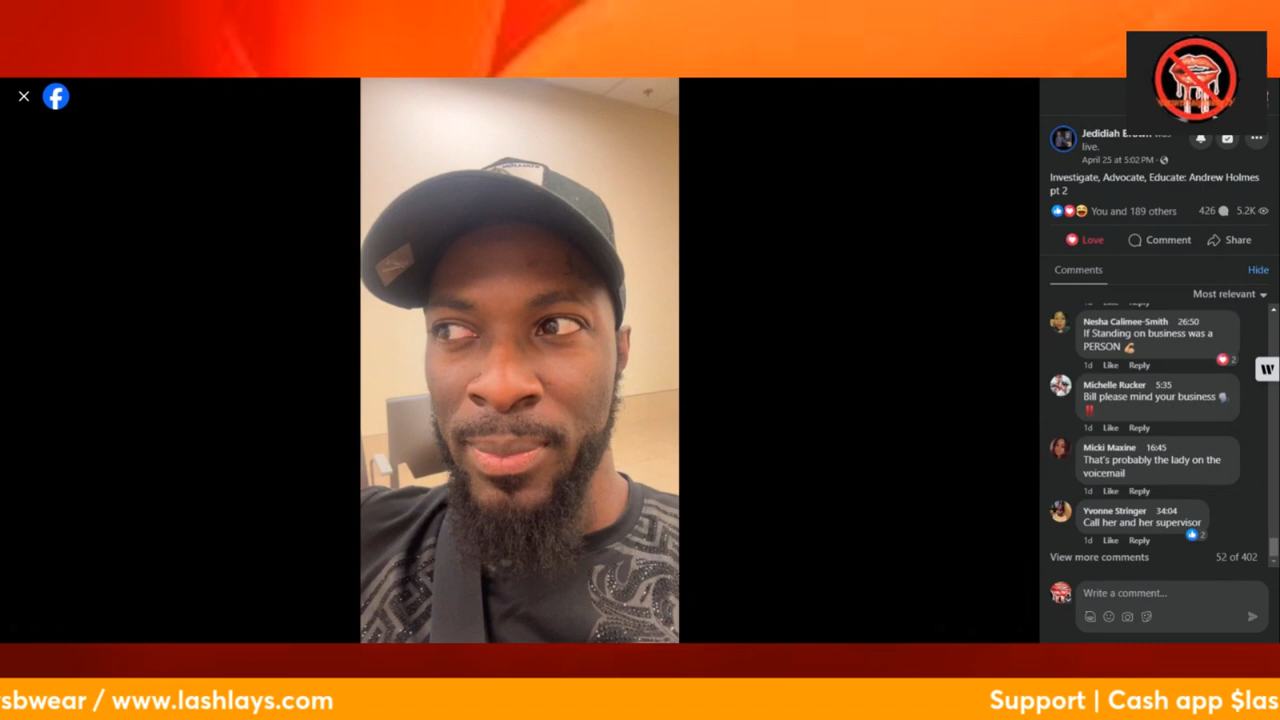 Jedidiah
live.
April 25 at 5:02 PM ·
Investigate, Advocate, Educate: Andrew Holmes
pt 2
You and 189 others
426
5.2K
Love
Comment
Share
Comments
Hide
Most relevant
Nesha Calimee-Smith 26:50
If Standing on business was a
PERSON 💪
2
1d Like Reply
Michelle Rucker 5:35
Bill please mind your business
‼️
1d Like Reply
Micki Maxine 16:45
That's probably the lady on the
voicemail
1d Like Reply
Yvonne Stringer 34:04
Call her and her supervisor
2
1d Like Reply
View more comments
52 of 402
Write a comment...
W
sbwear / www.lashlays.com
Support | Cash app $las